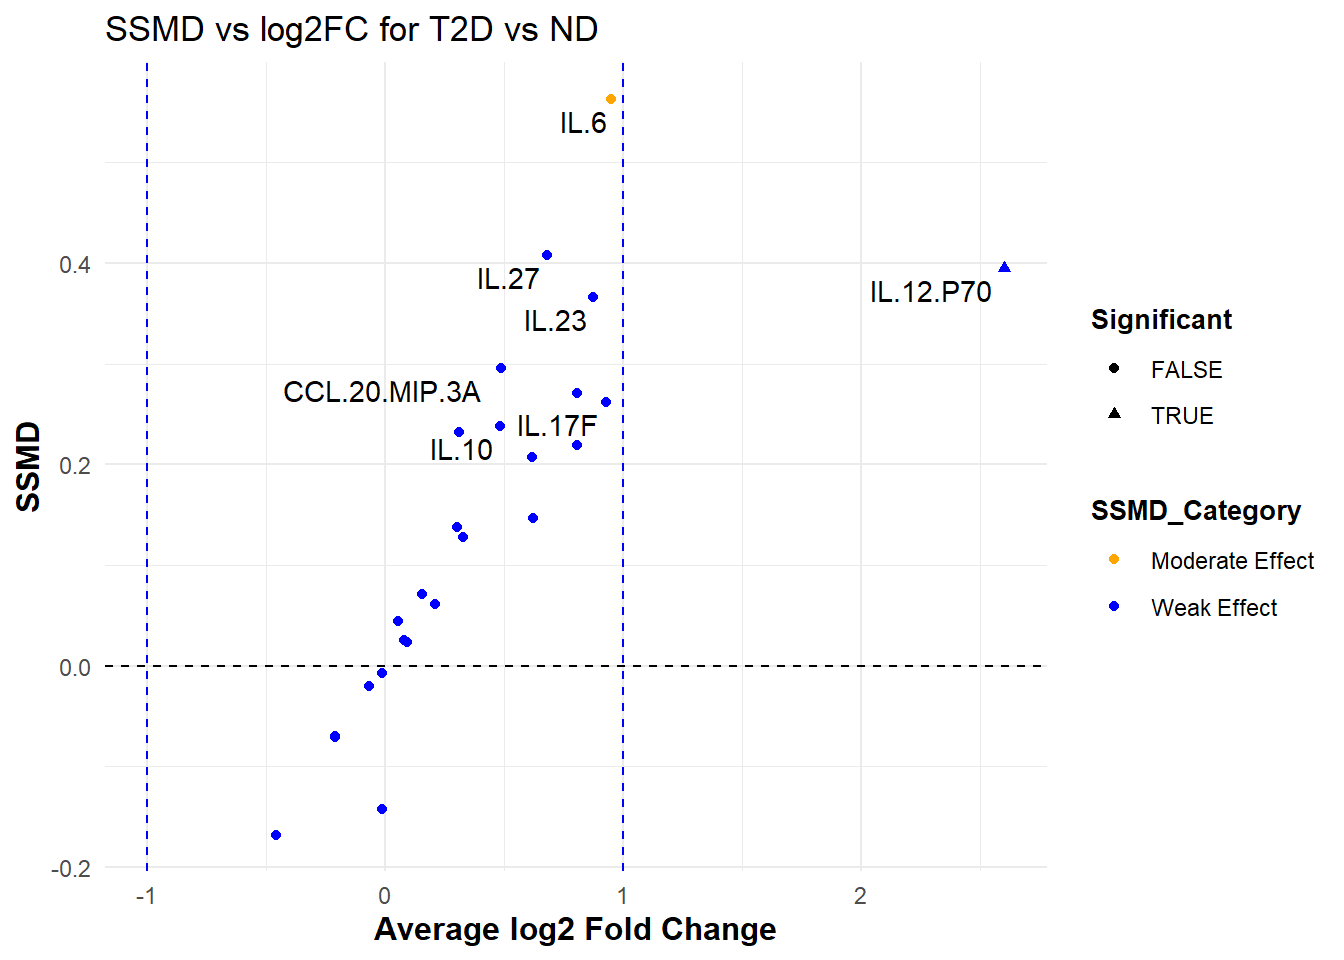 SSMD vs log2FC for T2D vs ND
IL.6
IL.27
IL.12.P70
IL.23
CCL.20.MIP.3A
IL.17F
IL.10
0.4
0.2
0.0
-0.2
SSMD
-1
0
1
2
Average log2 Fold Change
Significant
FALSE
TRUE
SSMD_Category
Moderate Effect
Weak Effect